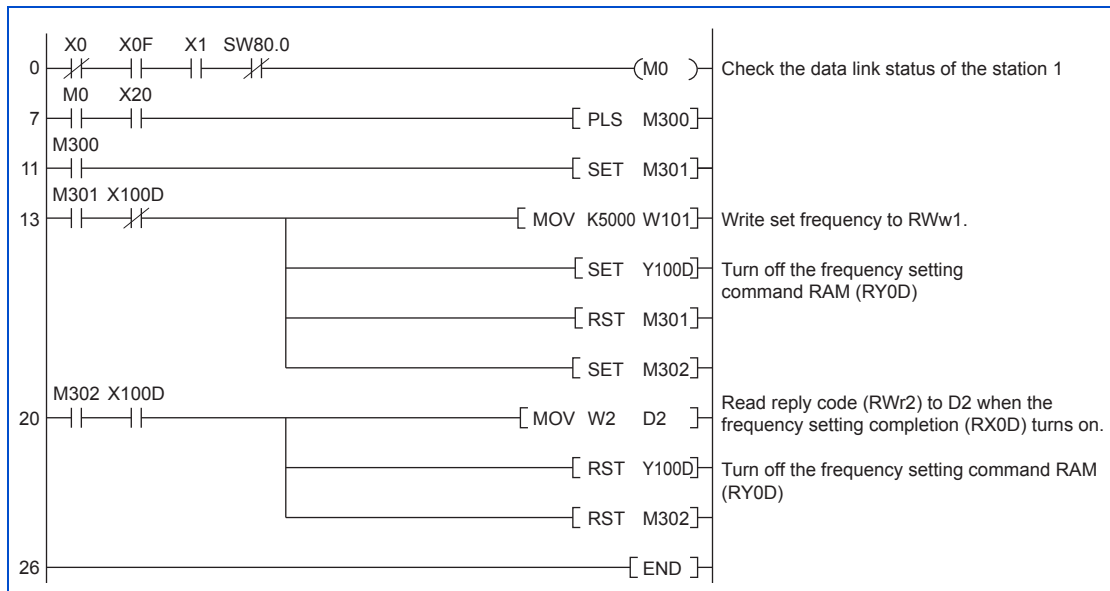 X0 X0F X1 SW80.0
0 M0 Check the data link status of the station 1
M0 X20
7 PLS M300
M300
11 SET M301
M301 X100D
13 MOV K5000 W101 Write set frequency to RWw1.
SET Y100D Turn off the frequency setting
command RAM (RY0D)
RST M301
SET M302
M302 X100D
20 MOV W2 D2 Read reply code (RWr2) to D2 when the
frequency setting completion (RX0D) turns on.
RST Y100D Turn off the frequency setting command RAM
(RY0D)
RST M302
26 END